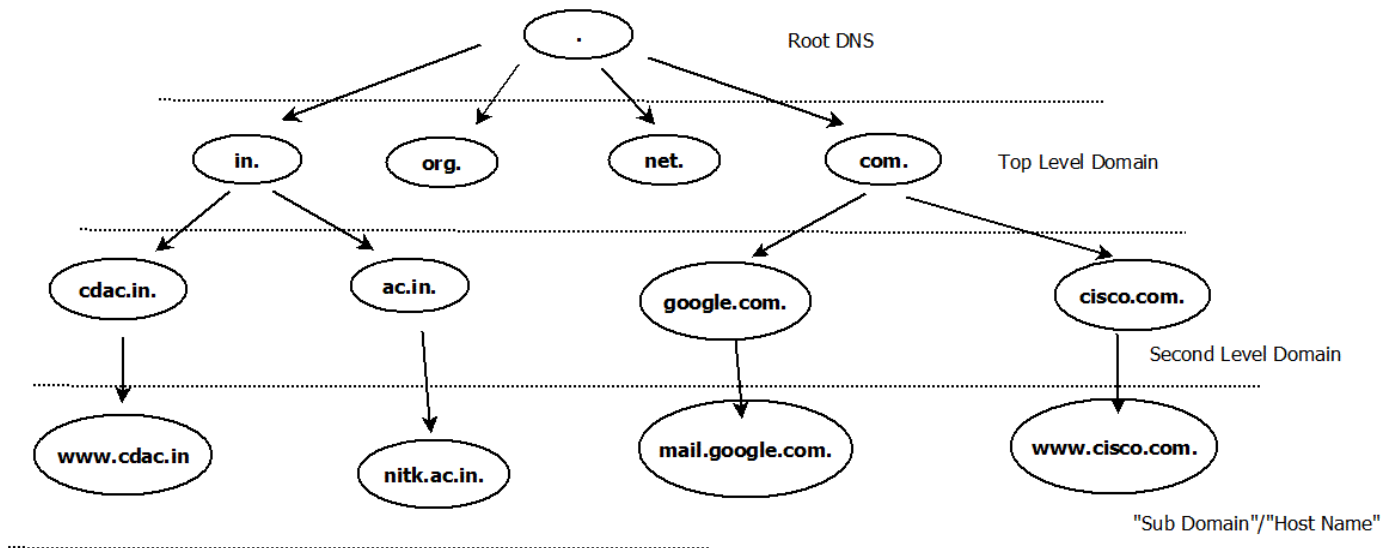 .
Root DNS
in.
org.
net.
com.
Top Level Domain
cdac.in.
ac.in.
google.com.
cisco.com.
Second Level Domain
www.cdac.in
nitk.ac.in.
mail.google.com.
www.cisco.com.
"Sub Domain"/"Host Name"